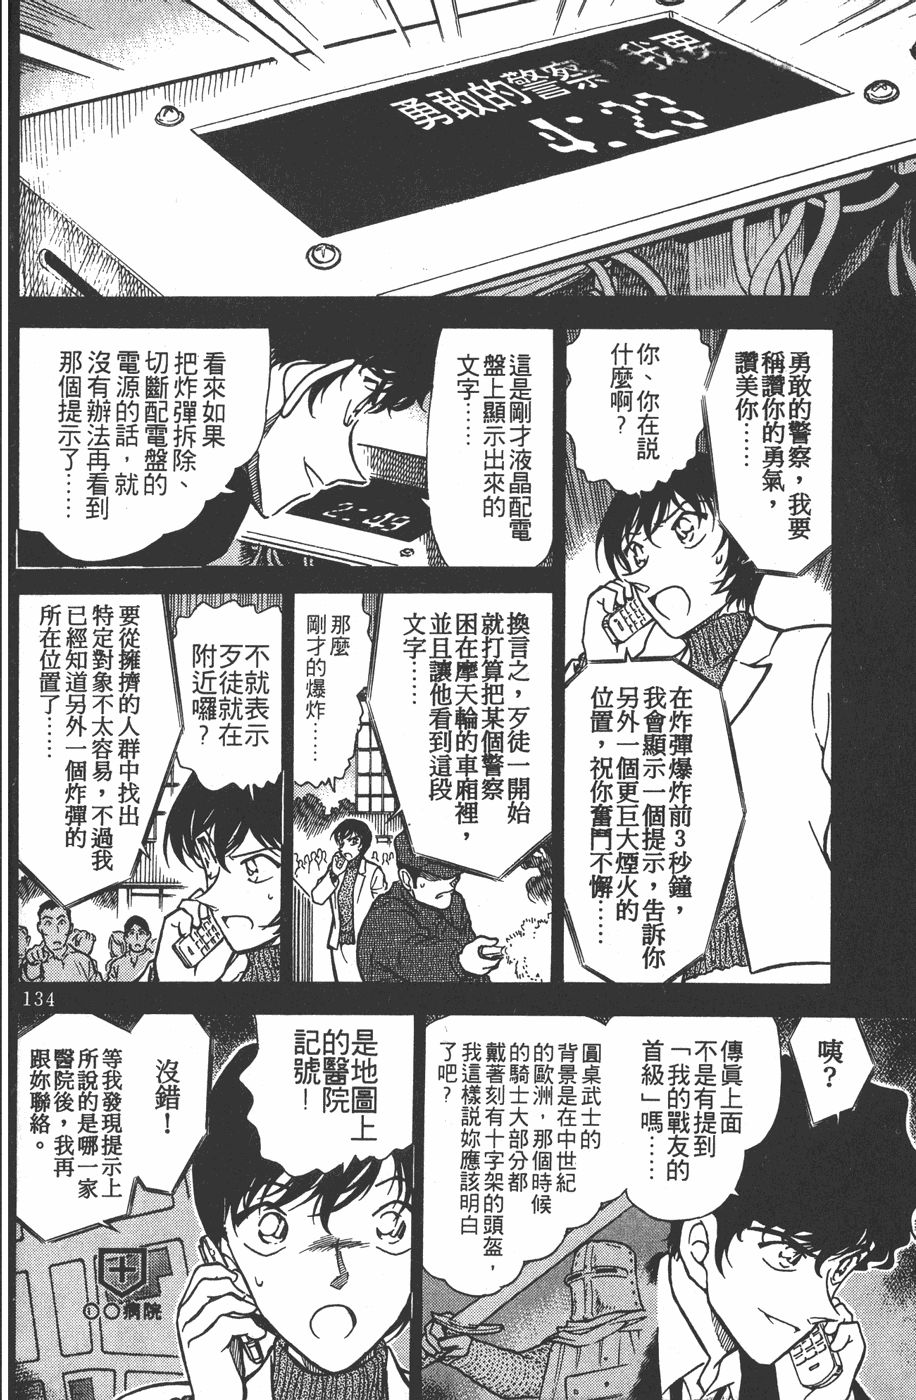 勇敢的警察 我要
4:23
勇敢的警察，我要
稱讚你的勇氣，
讚美你……
你、你在說
什麼啊？
在炸彈爆炸前3秒鐘，
我會顯示一個提示，告訴你
另外一個更巨大煙火的
位置，祝你奮鬥不懈……
這是剛才液晶配電
盤上顯示出來的
文字……
看來如果
把炸彈拆除、
切斷配電盤的
電源的話，就
沒有辦法再看到
那個提示了……
2:49
換言之，歹徒一開始
就打算把某個警察
困在摩天輪的車廂裡，
並且讓他看到這段
文字……
那麼
剛才的爆炸……
不就表示
歹徒就在
附近囉？
要從擁擠的人群中找出
特定對象不太容易，不過我
已經知道另外一個炸彈的
所在位置了……
134
咦？
傳真上面
不是有提到
「我的戰友的
首級」嗎……
圓桌武士的
背景是在中世紀
的歐洲，那個時候
的騎士大部分都
戴著刻有十字架的頭盔，
我這樣說妳應該明白
了吧？
是地圖上
的醫院
記號！
沒錯！
等我發現提示上
所說的是哪一家
醫院後，我再
跟妳聯絡。
○○病院